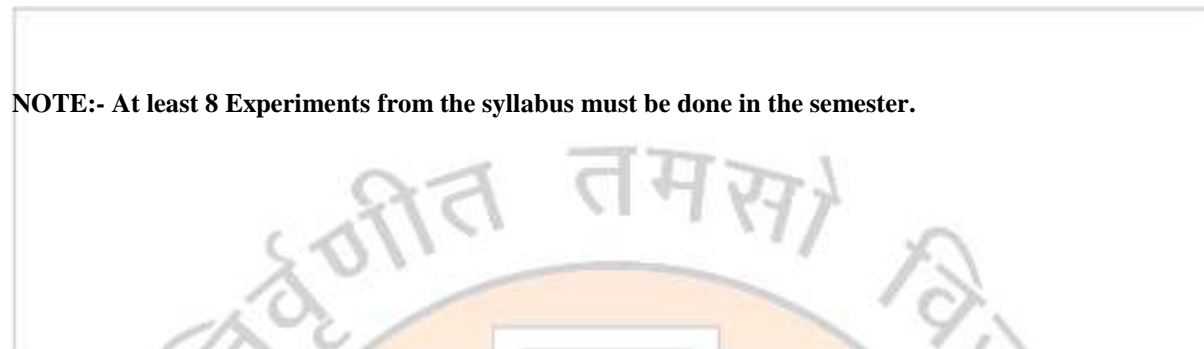 NOTE:- At least 8 Experiments from the syllabus must be done in the semester.
तमसो